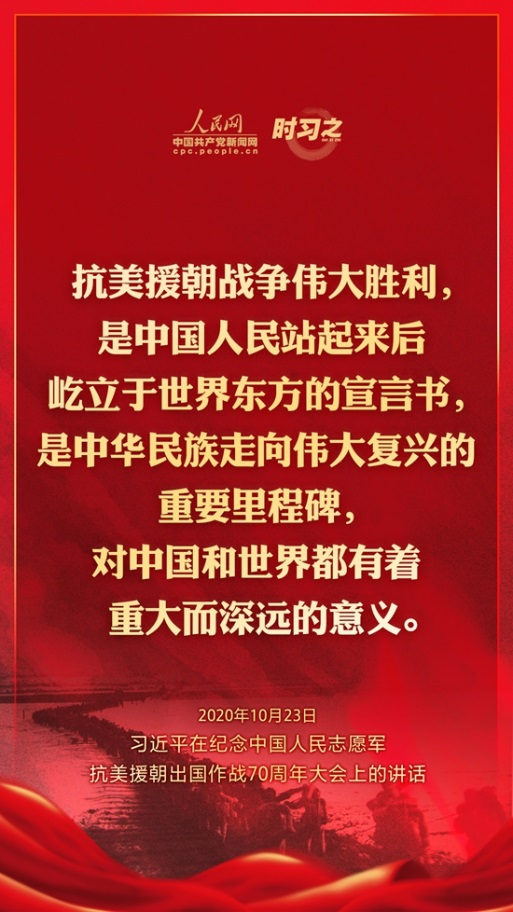 人民网
中国共产党新闻网
cpc.people.cn
时习之
抗美援朝战争伟大胜利，
是中国人民站起来后
屹立于世界东方的宣言书，
是中华民族走向伟大复兴的
重要里程碑，
对中国和世界都有着
重大而深远的意义。
2020年10月23日
习近平在纪念中国人民志愿军
抗美援朝出国作战70周年大会上的讲话